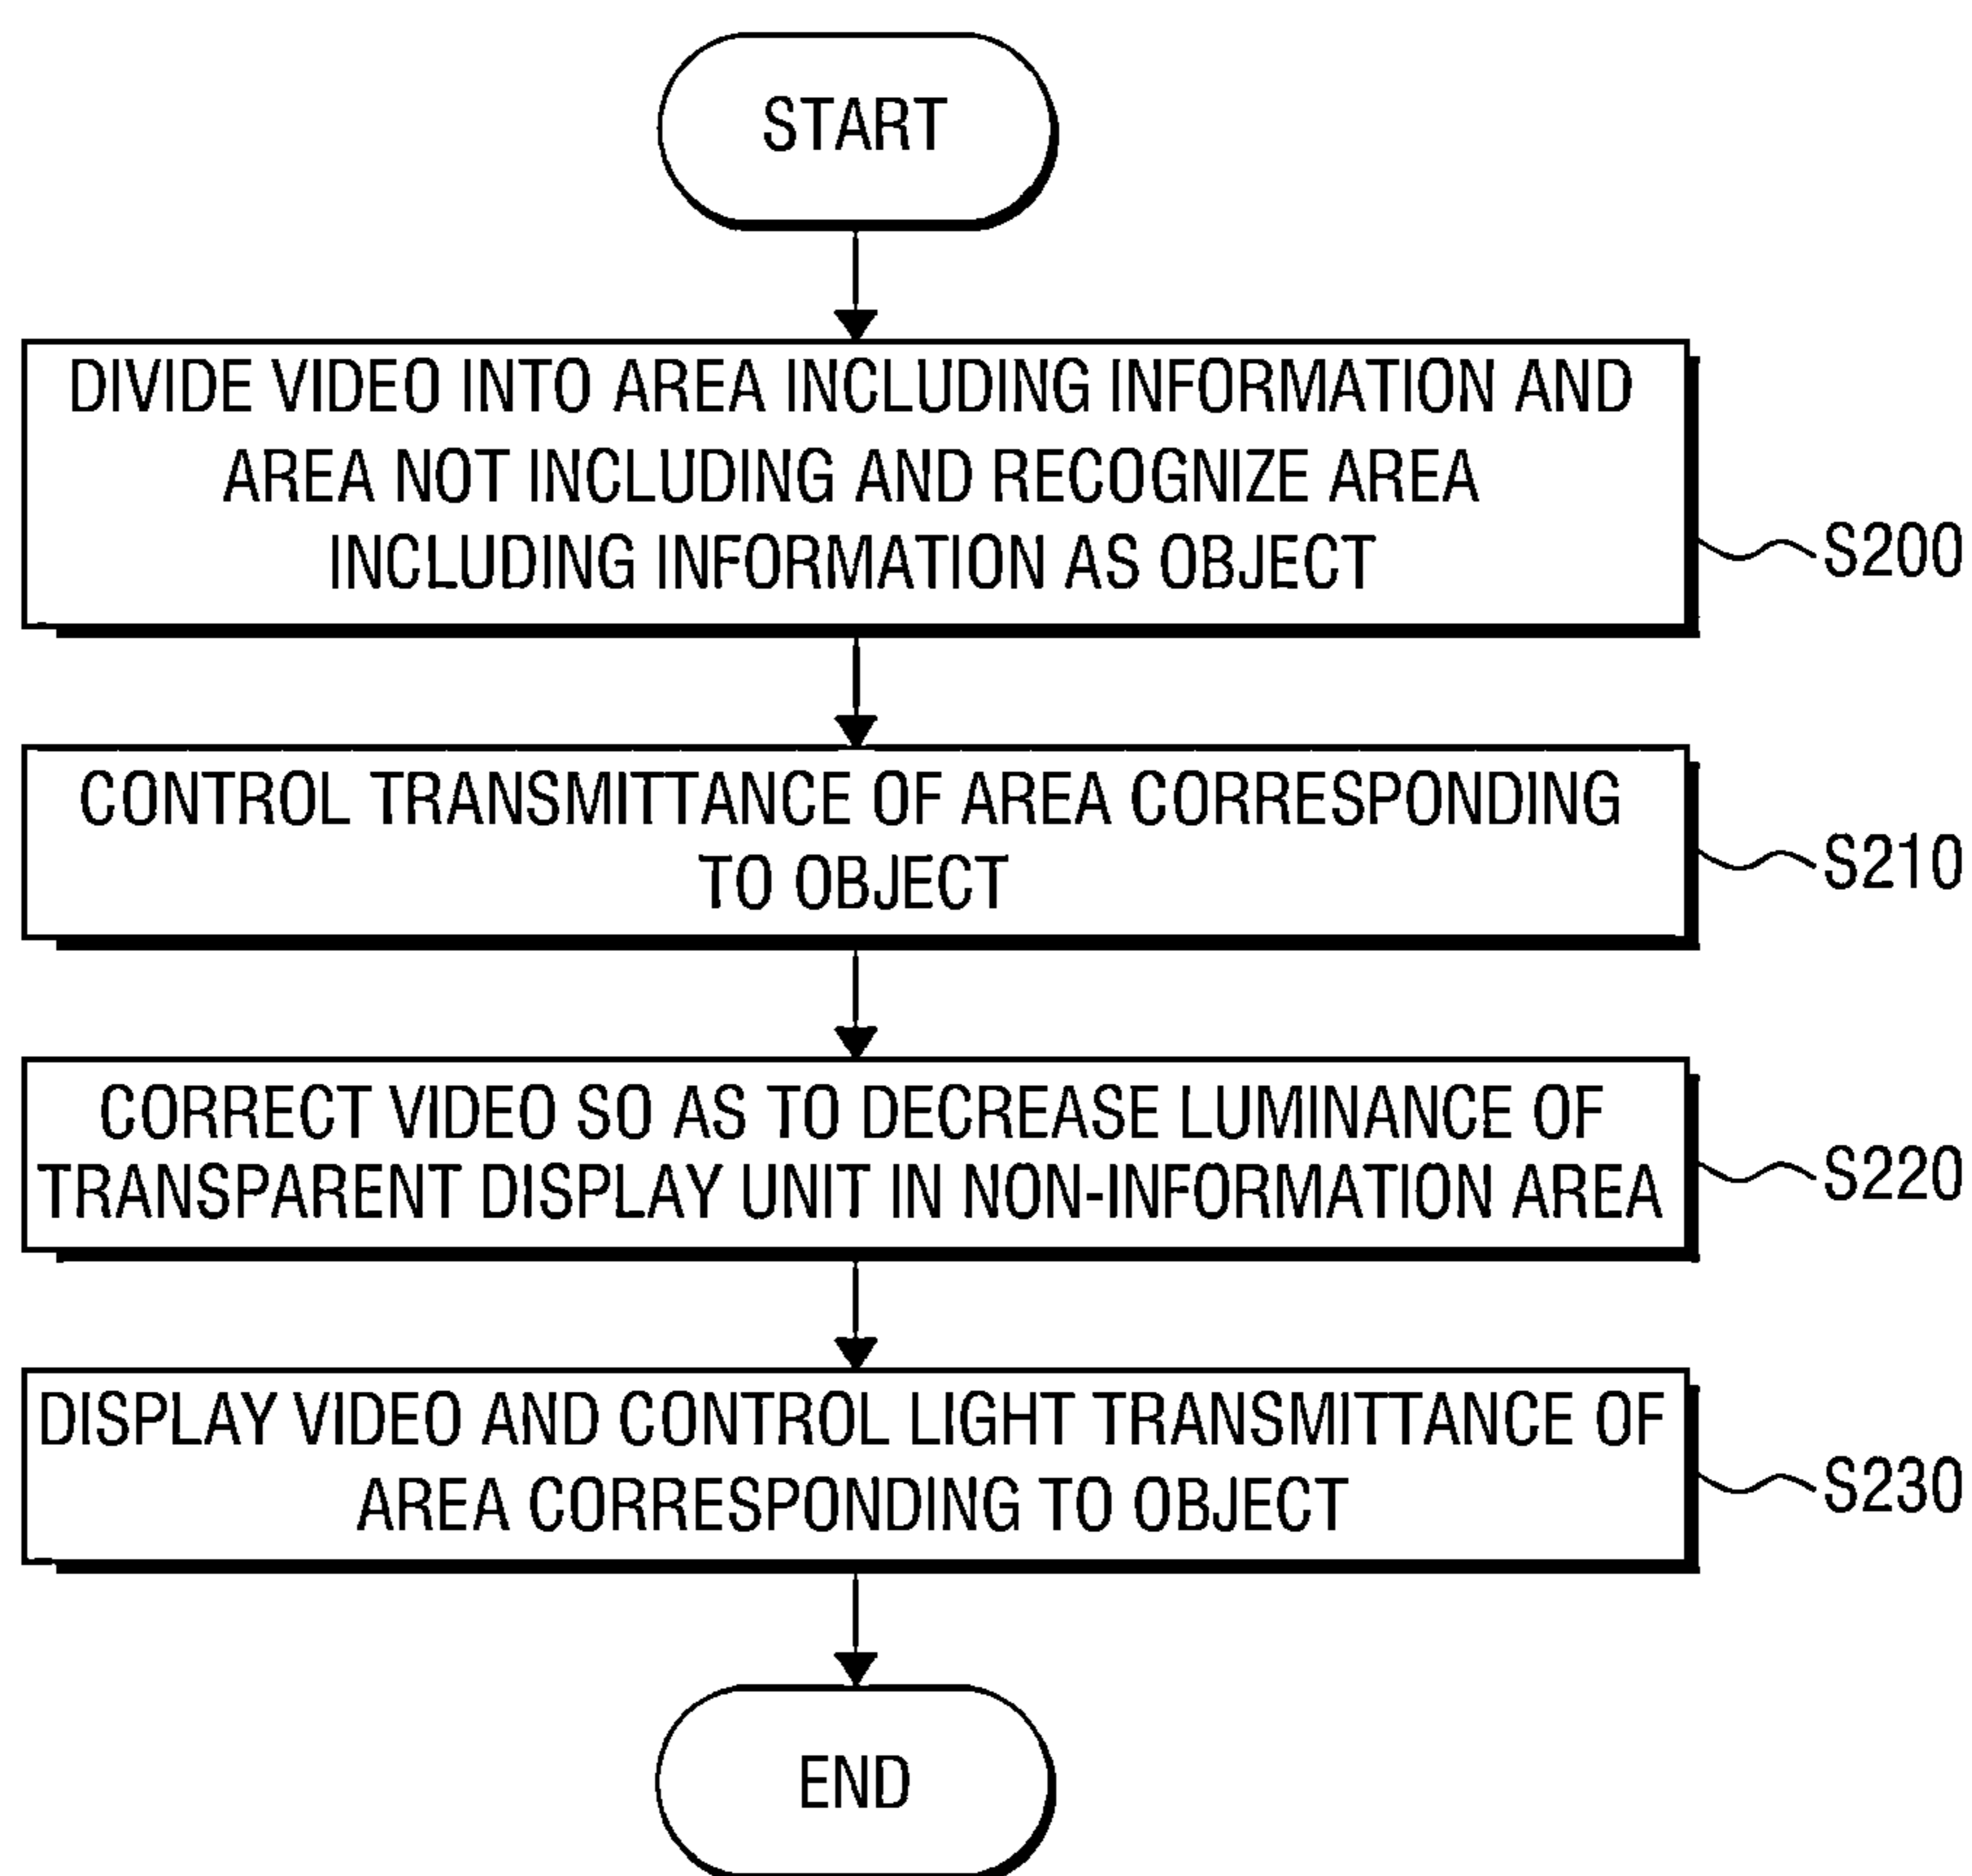 START
DIVIDE VIDEO INTO AREA INCLUDING INFORMATION AND
AREA NOT INCLUDING AND RECOGNIZE AREA
INCLUDING INFORMATION AS OBJECT
S200
CONTROL TRANSMITTANCE OF AREA CORRESPONDING
TO OBJECT
S210
CORRECT VIDEO SO AS TO DECREASE LUMINANCE OF
TRANSPARENT DISPLAY UNIT IN NON-INFORMATION AREA
S220
DISPLAY VIDEO AND CONTROL LIGHT TRANSMITTANCE OF
AREA CORRESPONDING TO OBJECT
S230
END